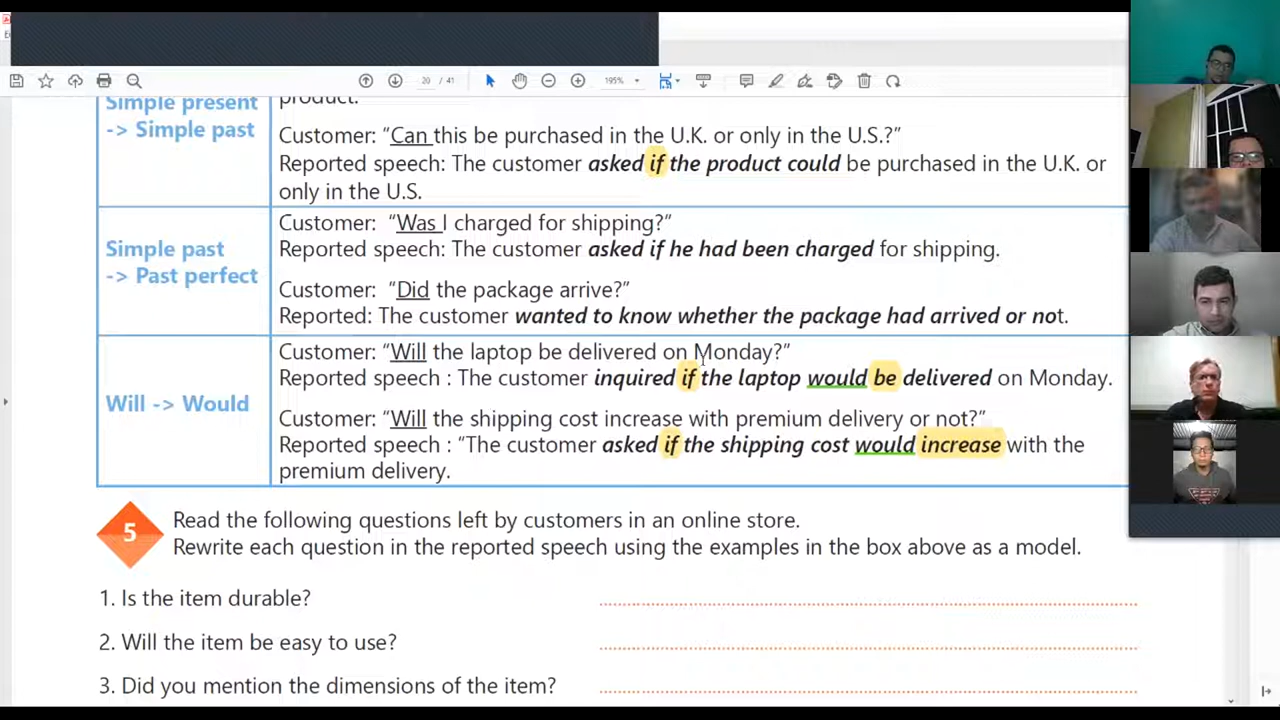 20 / 41
195%
Simple present
-> Simple past
product.
Customer: “Can this be purchased in the U.K. or only in the U.S.?”
Reported speech: The customer asked if the product could be purchased in the U.K. or
only in the U.S.
Simple past
-> Past perfect
Customer: “Was I charged for shipping?”
Reported speech: The customer asked if he had been charged for shipping.
Customer: “Did the package arrive?”
Reported: The customer wanted to know whether the package had arrived or not.
Will -> Would
Customer: “Will the laptop be delivered on Monday?”
Reported speech : The customer inquired if the laptop would be delivered on Monday.
Customer: “Will the shipping cost increase with premium delivery or not?”
Reported speech : “The customer asked if the shipping cost would increase with the
premium delivery.
5
Read the following questions left by customers in an online store.
Rewrite each question in the reported speech using the examples in the box above as a model.
1. Is the item durable?
2. Will the item be easy to use?
3. Did you mention the dimensions of the item?